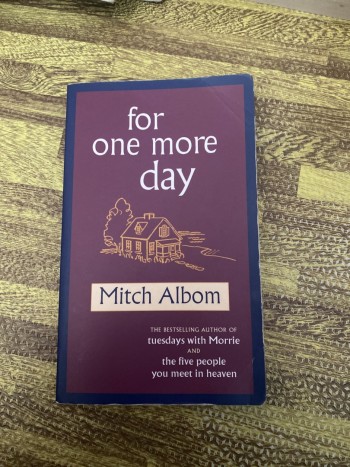 for
one more
day
Mitch Albom
THE BESTSELLING AUTHOR OF
tuesdays with Morrie
AND
the five people
you meet in heaven